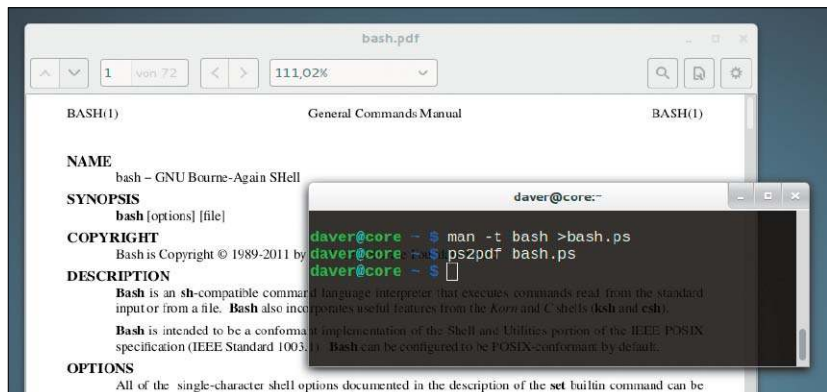 bash.pdf
1 von 72 111,02%
BASH(1) General Commands Manual BASH(1)
NAME
bash – GNU Bourne-Again SHell
SYNOPSIS
bash [options] [file]
COPYRIGHT
Bash is Copyright © 1989-2011 by
DESCRIPTION
Bash is an sh-compatible command language interpreter that executes commands read from the standard
input or from a file. Bash also incorporates useful features from the Korn and C shells (ksh and csh).
Bash is intended to be a conformant implementation of the Shell and Utilities portion of the IEEE POSIX
specification (IEEE Standard 1003.1). Bash can be configured to be POSIX-conformant by default.
OPTIONS
All of the single-character shell options documented in the description of the set builtin command can be
daver@core:~
daver@core ~ $ man -t bash >bash.ps
daver@core ~ $ ps2pdf bash.ps
daver@core ~ $